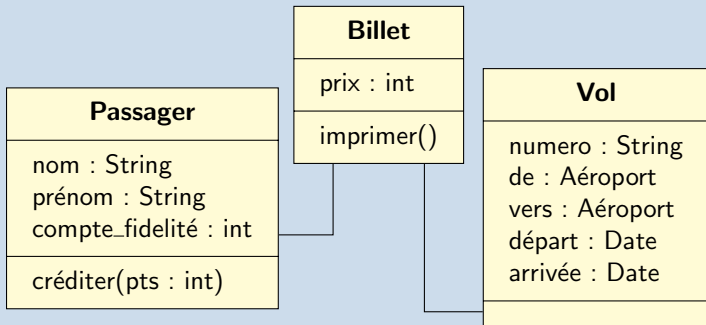 Billet
prix : int
imprimer()
Passager
nom : String
prénom : String
compte_fidelité : int
créditer(pts : int)
Vol
numero : String
de : Aéroport
vers : Aéroport
départ : Date
arrivée : Date